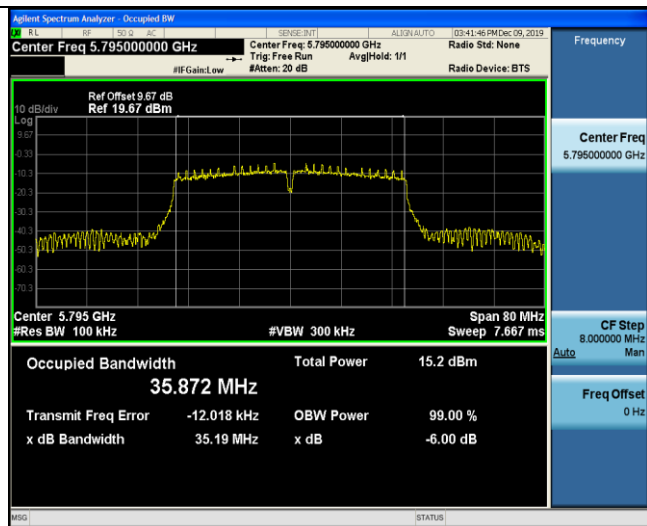 Agilent Spectrum Analyzer - Occupied BW
RL RF 50 Ω AC SENSE:INT ALIGN AUTO 03:41:46 PM Dec 09, 2019
Center Freq 5.795000000 GHz
Center Freq: 5.795000000 GHz
Radio Std: None
Trig: Free Run Avg|Hold: 1/1
#IFGain:Low
#Atten: 20 dB
Radio Device: BTS
Frequency
Ref Offset 9.67 dB
10 dB/div Ref 19.67 dBm
Log
9.67
-0.33
-10.3
-20.3
-30.3
-40.3
-50.3
-60.3
-70.3
Center 5.795 GHz Span 80 MHz
#Res BW 100 kHz #VBW 300 kHz Sweep 7.667 ms
Occupied Bandwidth Total Power 15.2 dBm
35.872 MHz
Transmit Freq Error -12.018 kHz OBW Power 99.00 %
x dB Bandwidth 35.19 MHz x dB -6.00 dB
Center Freq
5.795000000 GHz
CF Step
8.000000 MHz
Auto Man
Freq Offset
0 Hz
MSG STATUS